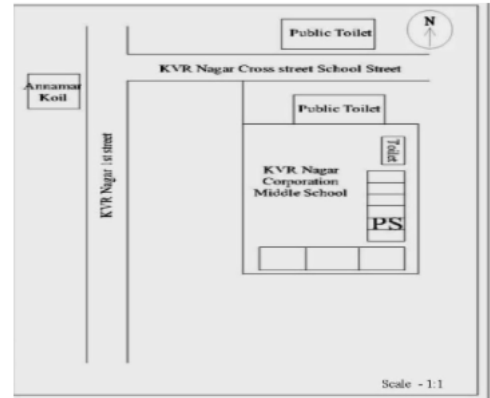 N
Public Toilet
KVR Nagar Cross street School Street
Annamar
Koil
Public Toilet
KVR Nagar 1st street
Toilet
KVR Nagar
Corporation
Middle School
PS
Scale - 1:1